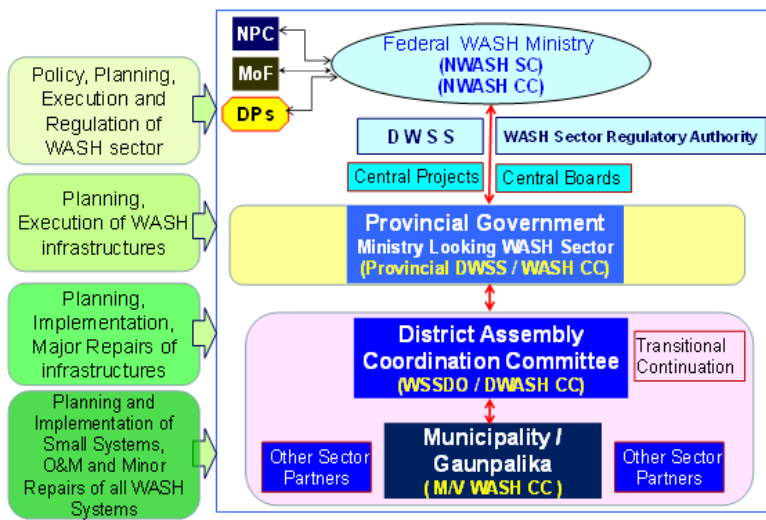 NPC
MoF
DPs
Federal WASH Ministry
(NWASH SC)
(NWASH CC)
Policy, Planning,
Execution and
Regulation of
WASH sector
D W S S
WASH Sector Regulatory Authority
Central Projects
Central Boards
Planning,
Execution of WASH
infrastructures
Provincial Government
Ministry Looking WASH Sector
(Provincial DWSS / WASH CC)
Planning,
Implementation,
Major Repairs of
infrastructures
District Assembly
Coordination Committee
(WSSDO / DWASH CC)
Transitional
Continuation
Planning and
Implementation of
Small Systems,
O&M and Minor
Repairs of all WASH
Systems
Other Sector
Partners
Municipality /
Gaunpalika
( M/V WASH CC )
Other Sector
Partners